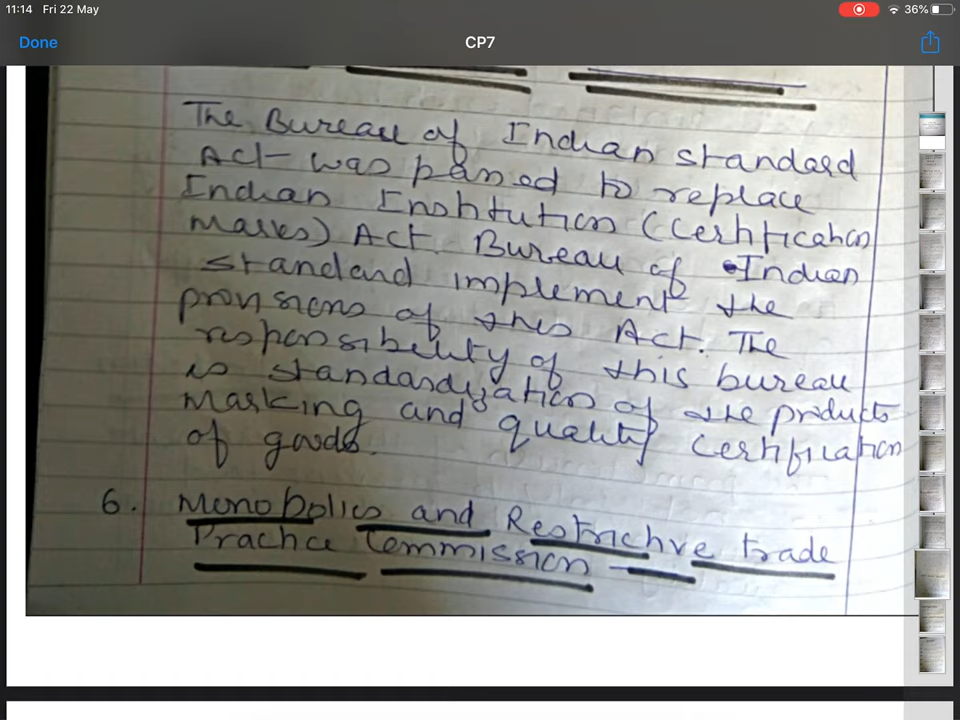 11:14 Fri 22 May
36%
Done
CP7
The Bureau of Indian standard
Act was passed to replace
Indian Institution (Certification
Marks) Act. Bureau of Indian
standard implement the
provisions of this Act. The
responsibility of this bureau
is standardization of the products
Marking and quality certification
of goods.
6. Monopolics and Restrictive trade
Practice Commission -